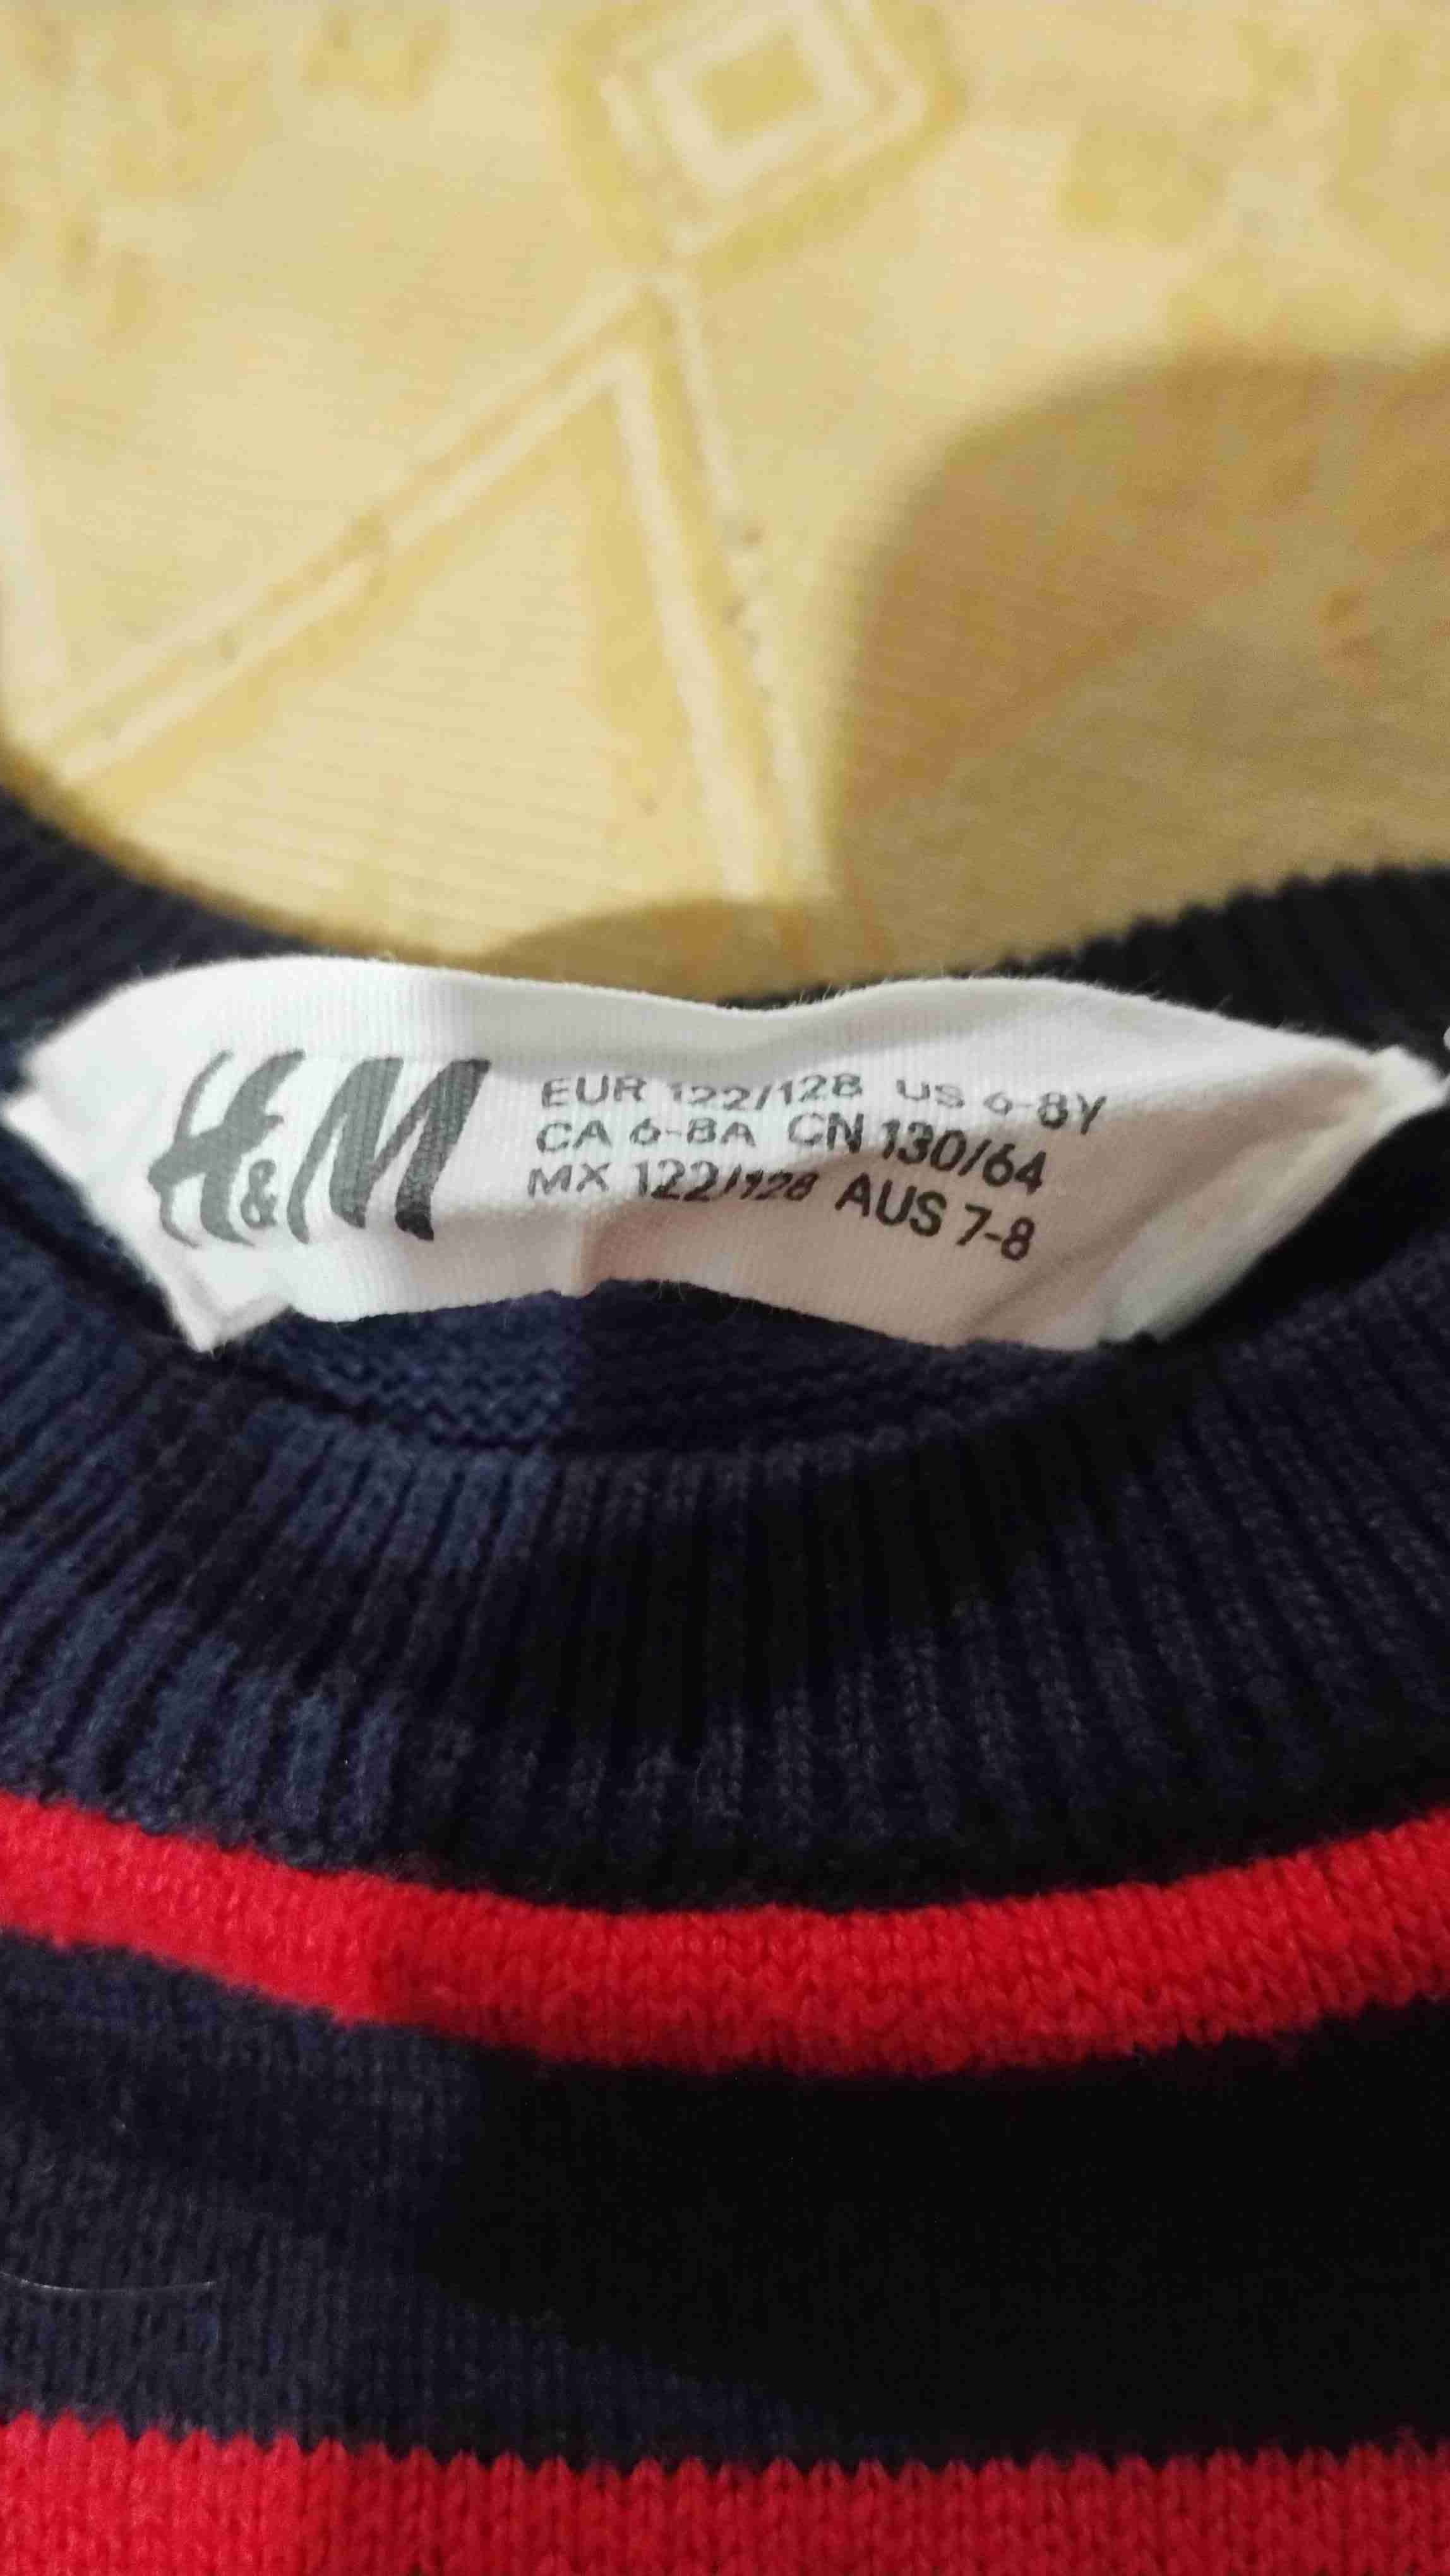 H&M
EUR 122/128 US 6-8Y
CA 6-8A CN 130/64
MX 122/128 AUS 7-8